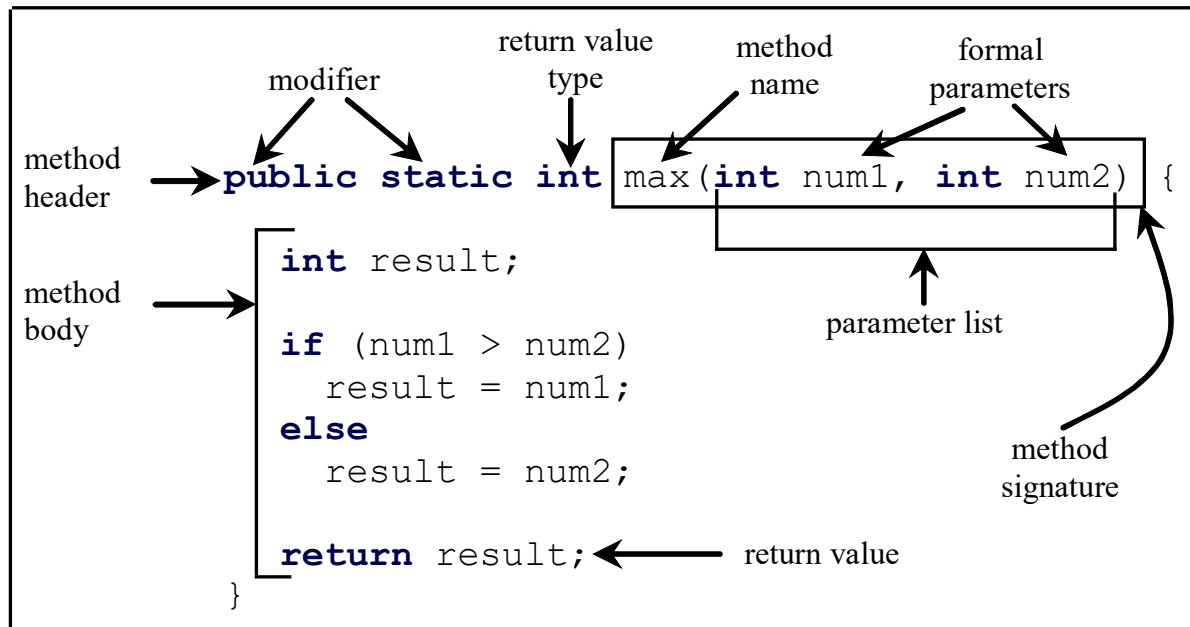 return value
type
method
name
formal
parameters
modifier
method
header
public static int max(int num1, int num2) {
int result;
method
body
parameter list
if (num1 > num2)
result = num1;
else
result = num2;
method
signature
return result;
return value
}